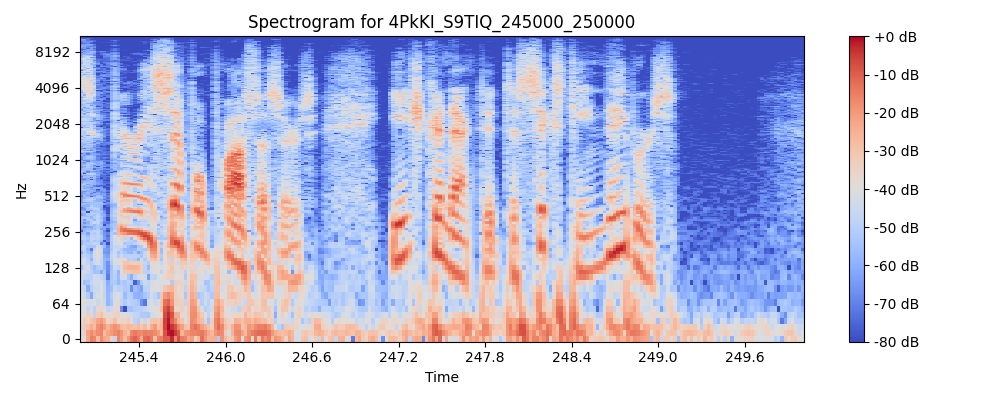 Spectrogram for 4PkKI_S9TIQ_245000_250000
8192
4096
2048
1024
512
256
128
64
0
Hz
245.4 246.0 246.6 247.2 247.8 248.4 249.0 249.6
Time
+0 dB
-10 dB
-20 dB
-30 dB
-40 dB
-50 dB
-60 dB
-70 dB
-80 dB